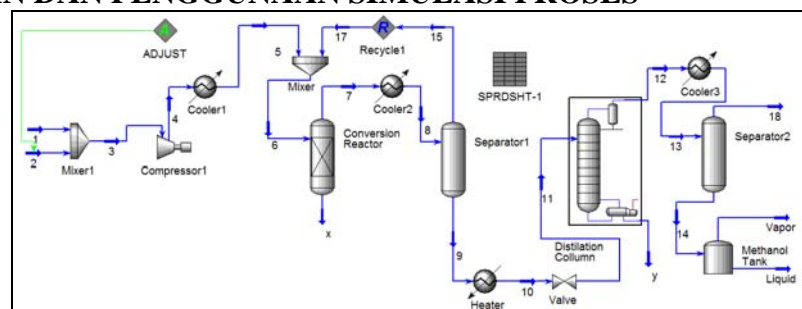 AN DAN PENGGUNAAN SIMULASI PROSES
A
ADJUST
4
Cooler1
5
17
R
Recycle1
15
Mixer
SPRDSHT-1
12
Cooler3
18
1
2
3
Mixer1
Compressor1
6
7
Cooler2
8
Conversion
Reactor
Separator1
11
13
Separator2
x
9
Heater
10
Valve
Distilation
Collumn
y
14
Vapor
Methanol
Tank
Liquid